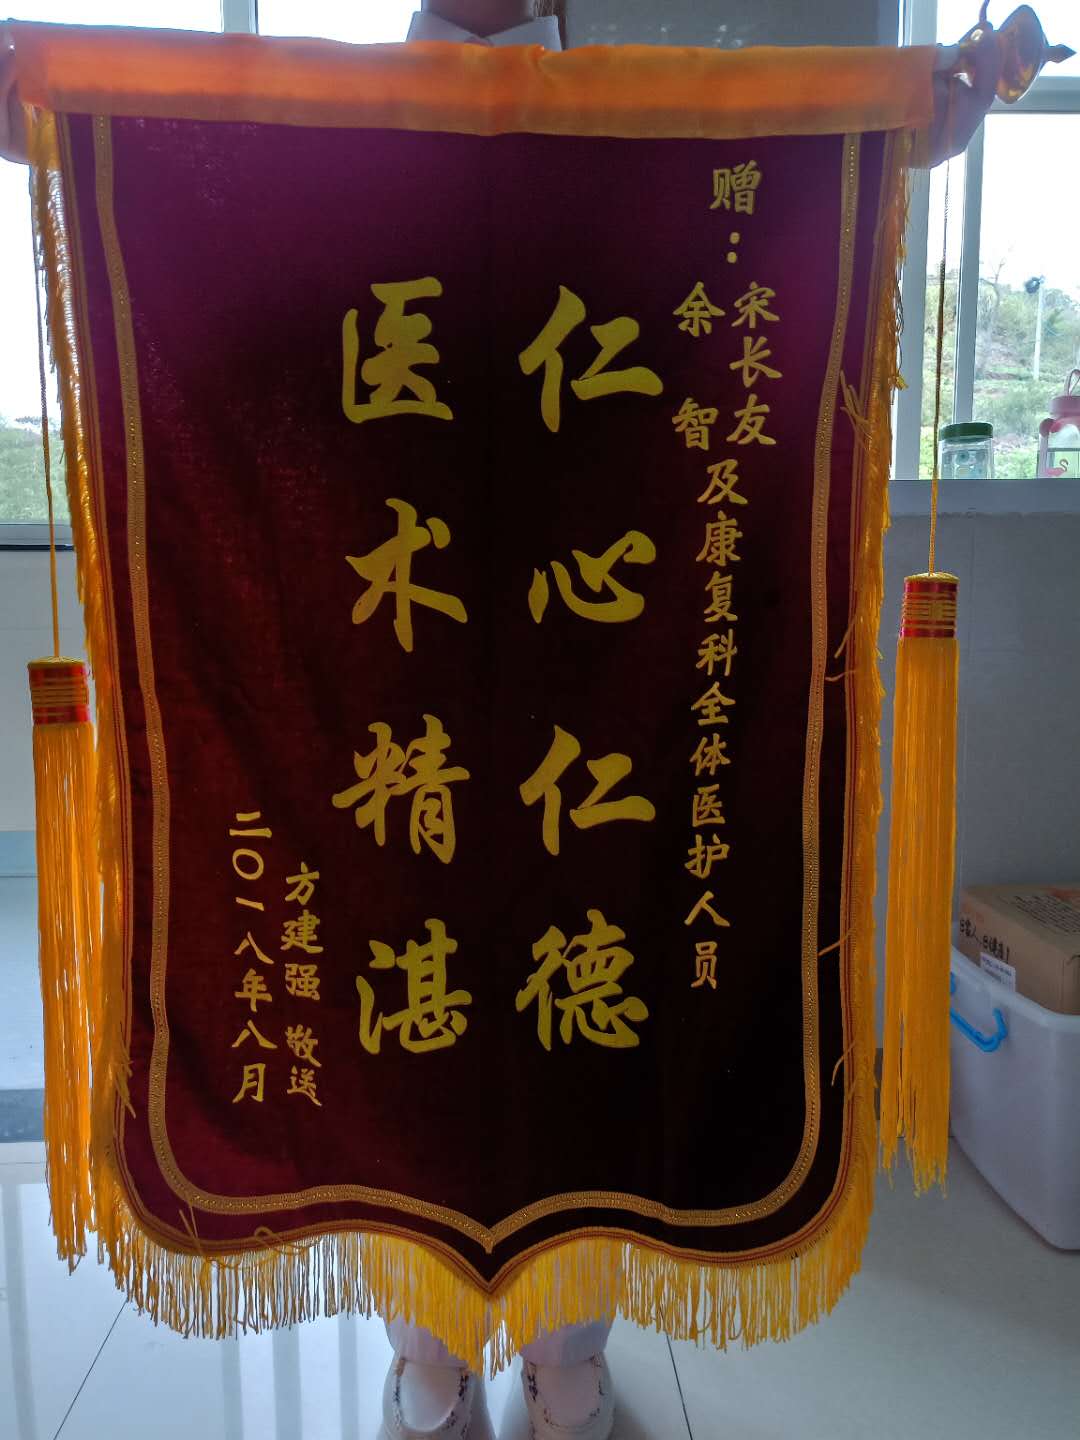 赠：宋长友
余智
及康复科全体医护人员
仁心仁德
医术精湛
方建强 敬送
二〇一八年八月